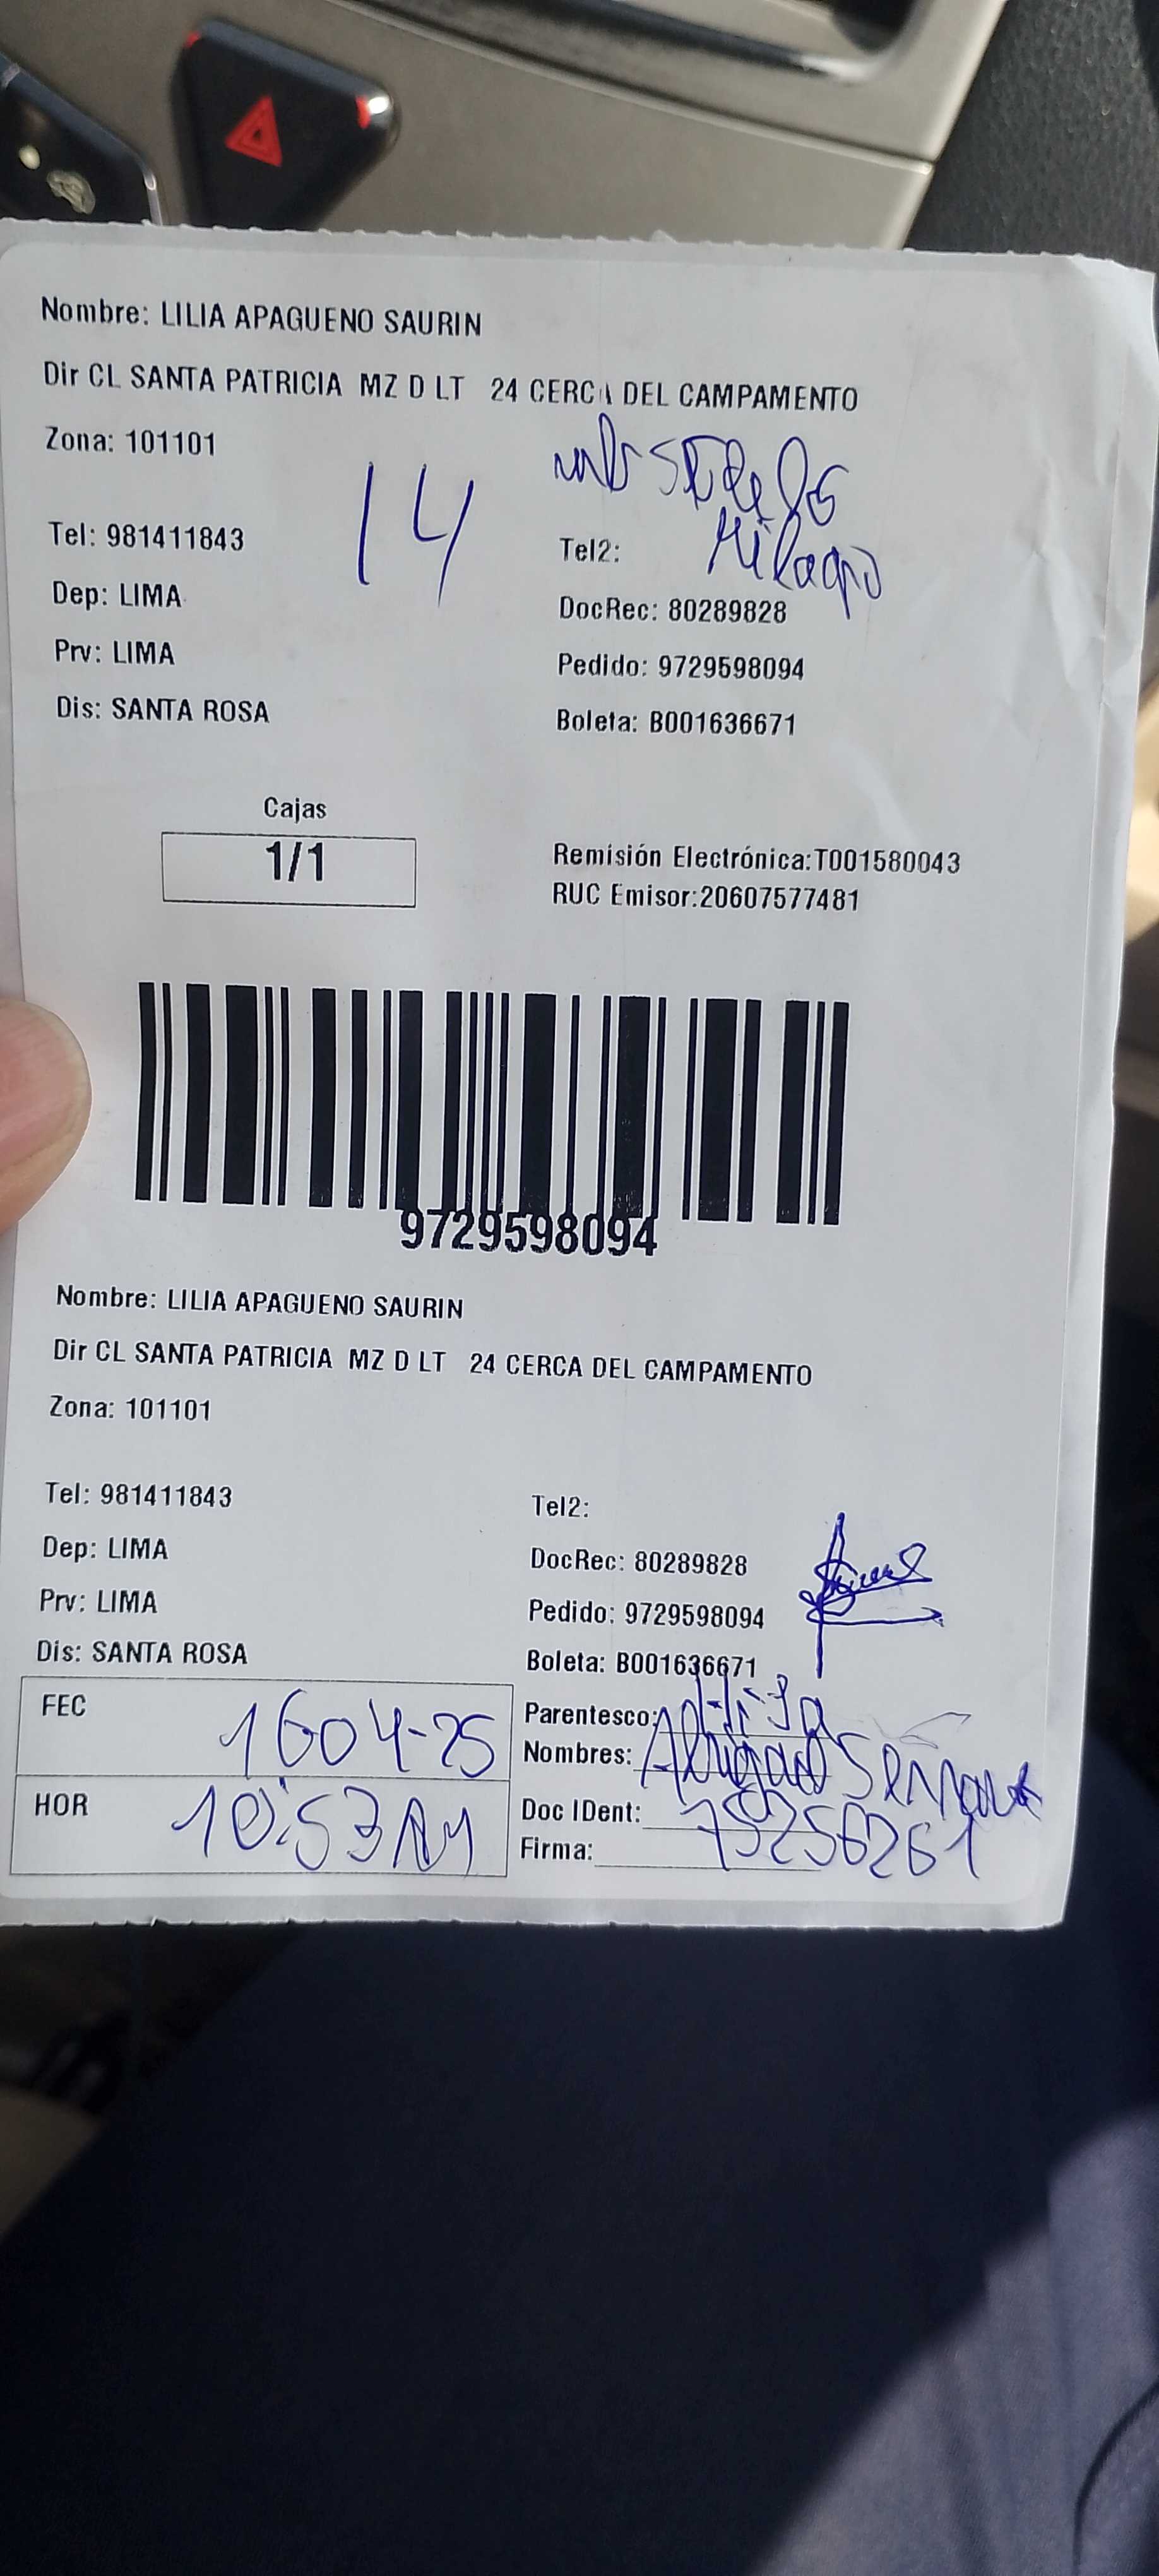 Nombre: LILIA APAGUENO SAURIN
Dir CL SANTA PATRICIA MZ D LT 24 CERCA DEL CAMPAMENTO
Zona: 101101
14
Milagro
Tel: 981411843
Tel2:
Dep: LIMA
DocRec: 80289828
Prv: LIMA
Pedido: 9729598094
Dis: SANTA ROSA
Boleta: B001636671
Cajas
1/1
Remisión Electrónica:T001580043
RUC Emisor:20607577481
9729598094
Nombre: LILIA APAGUENO SAURIN
Dir CL SANTA PATRICIA MZ D LT 24 CERCA DEL CAMPAMENTO
Zona: 101101
Tel: 981411843
Tel2:
Dep: LIMA
DocRec: 80289828
Prv: LIMA
Pedido: 9729598094
Dis: SANTA ROSA
Boleta: B001636671
FEC 1604-25
Parentesco: Hija
Nombres: Abigail
HOR 10:53 AM
Doc IDent: 75256261
Firma: